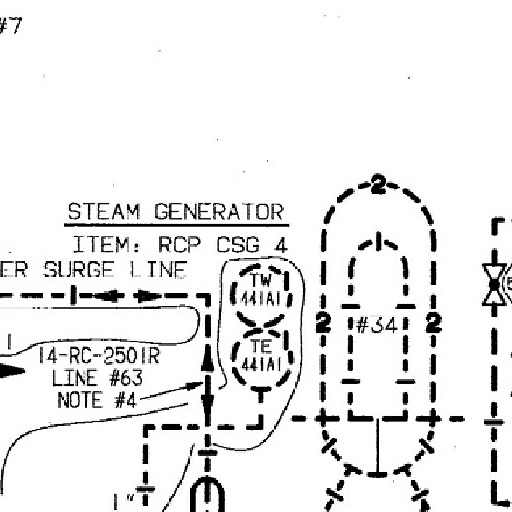 #7
STEAM GENERATOR
ITEM: RCP CSG 4
ER SURGE LINE
TW
441A1
TE
441A1
2
2
#34
2
1
14-RC-2501R
LINE #63
NOTE #4
1"